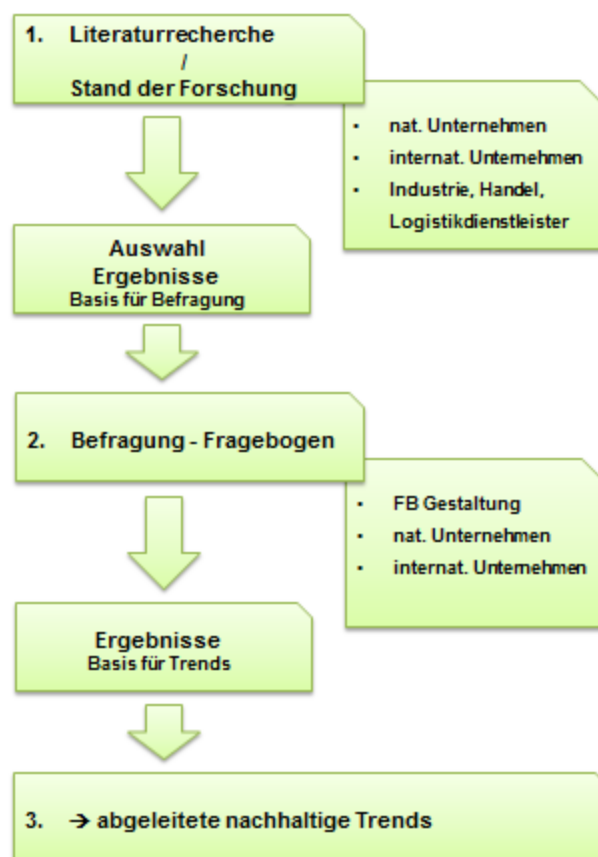 1. Literaturrecherche
/
Stand der Forschung
▪ nat. Unternehmen
▪ internat. Unternehmen
▪ Industrie, Handel,
Logistikdienstleister
Auswahl
Ergebnisse
Basis für Befragung
2. Befragung - Fragebogen
▪ FB Gestaltung
▪ nat. Unternehmen
▪ internat. Unternehmen
Ergebnisse
Basis für Trends
3. → abgeleitete nachhaltige Trends